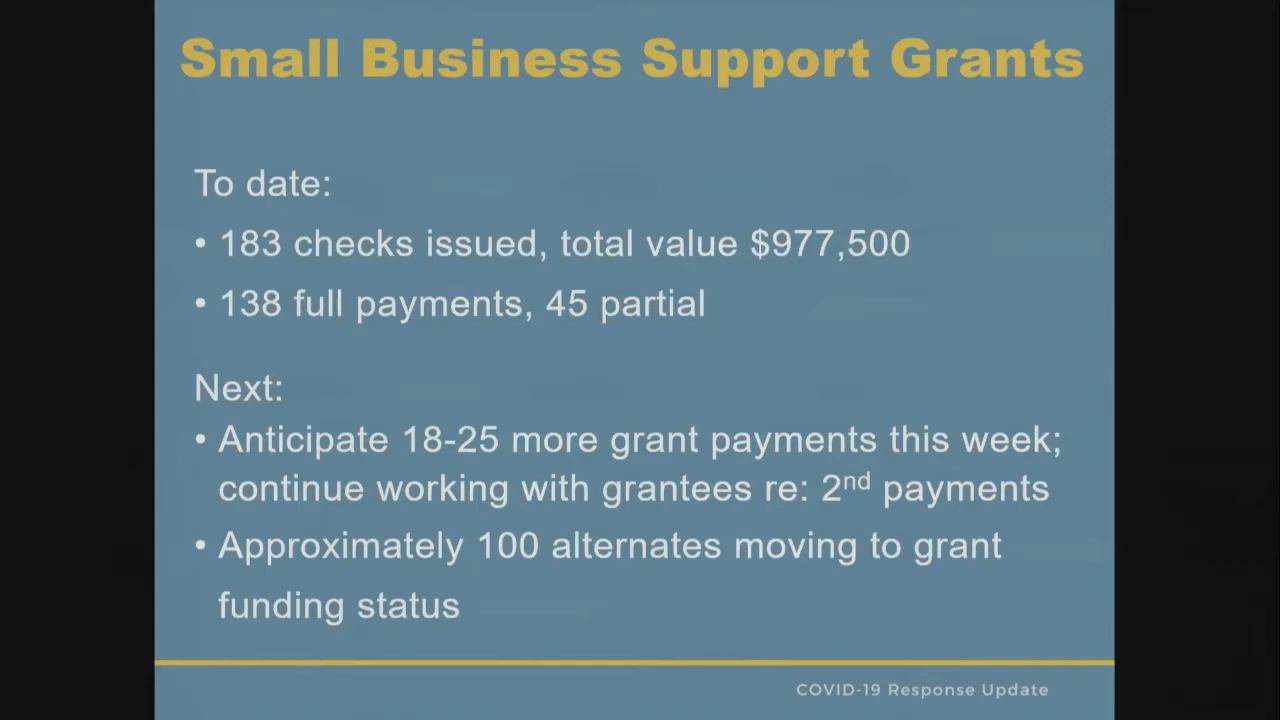 Small Business Support Grants
To date:
• 183 checks issued, total value $977,500
• 138 full payments, 45 partial
Next:
• Anticipate 18-25 more grant payments this week;
continue working with grantees re: 2nd payments
• Approximately 100 alternates moving to grant
funding status
COVID-19 Response Update